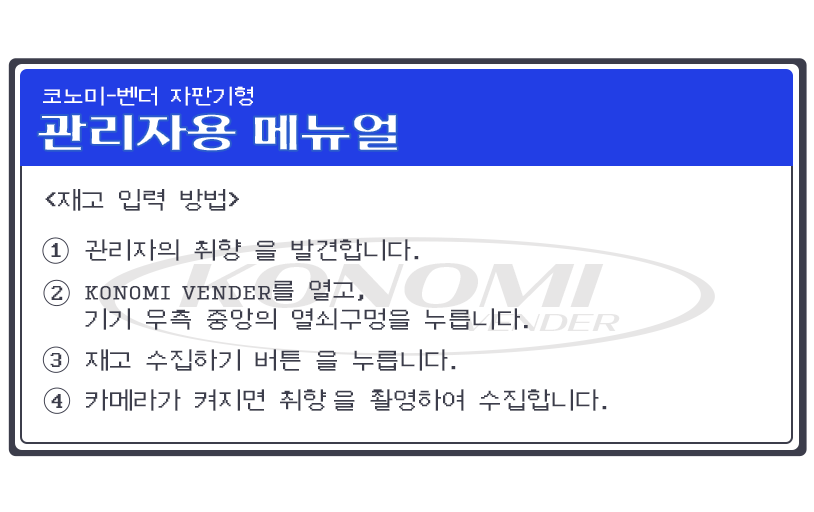 코노미-벤더 자판기형
관리자용 메뉴얼
<재고 입력 방법>
① 관리자의 취향 을 발견합니다.
② KONOMI VENDER를 열고,
기기 우측 중앙의 열쇠구멍을 누릅니다.
③ 재고 수집하기 버튼 을 누릅니다.
④ 카메라가 켜지면 취향 을 촬영하여 수집합니다.
KONOMI
VENDER